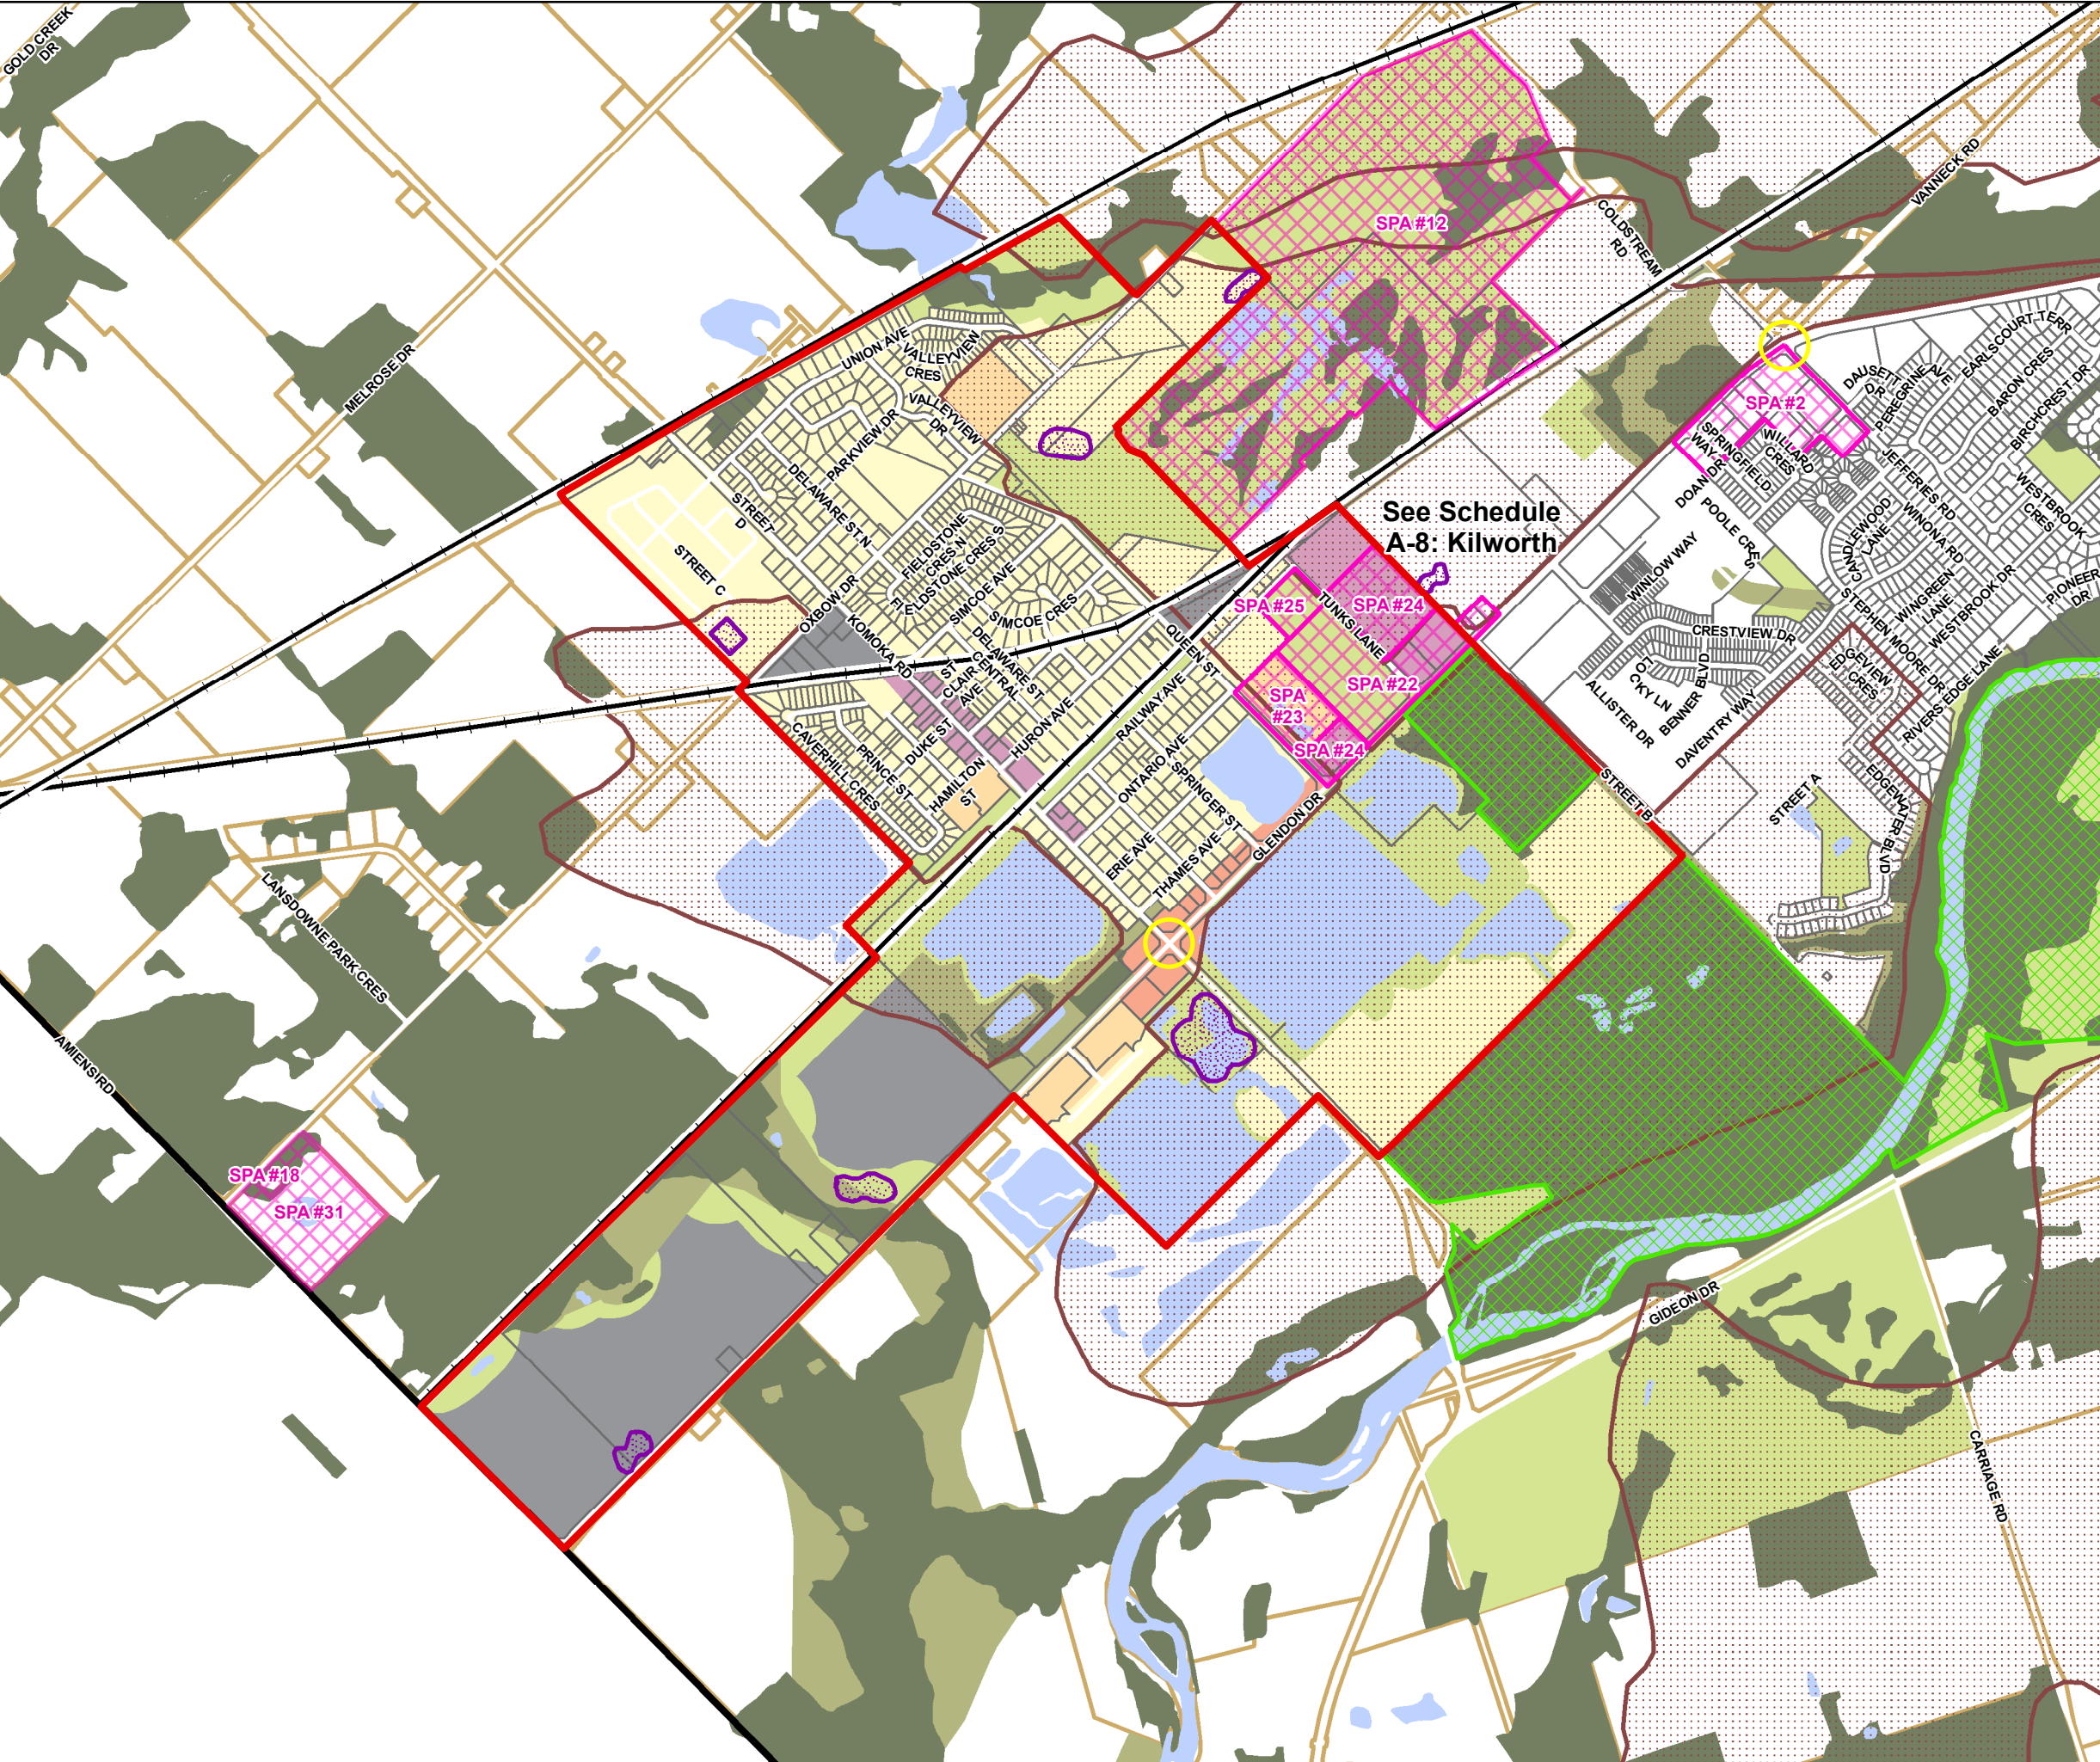 GOLD CREEK
DR
VANNECK RD
COLDSTREAM
RD
SPA #12
MELROSE DR
UNION AVE
VALLEYVIEW
CRES
VALLEYVIEW
DR
PARKVIEW DR
DELAWARE ST N
STREET
D
STREET C
FIELDSTONE
CRES N
FIELDSTONE CRES S
SIMCOE AVE
SIMCOE CRES
OXBOW DR
KOMOKA RD
See Schedule
A-8: Kilworth
EARLSCOURT TERR
DAUSETT
DR
PEREGRINE AVE
BARON CRES
BIRCHCREST DR
SPA #2
SPRINGFIELD
WAY
WILLARD
CRES
DOAN DR
JEFFERIES RD
POOLE CRES
WINLOW WAY
CANDLEWOOD
LANE
WINONA RD
WESTBROOK
CRES
WINGREEN
LANE
WESTBROOK DR
PIONEER
DR
STEPHEN MOORE DR
CRESTVIEW DR
EDGEVIEW
CRES
RIVERS EDGE LANE
BENNER BLVD
ALLISTER DR
DAVENTRY WAY
EDGEWATER BLVD
STREET A
STREET B
SPA #25
SPA #24
TUNKS LANE
SPA #22
SPA
#23
SPA #24
QUEEN ST
DELAWARE ST
CENTRAL
AVE
ST
CLAIR
DUKE ST
HURON AVE
RAILWAY AVE
CAVERHILL CRES
PRINCE ST
HAMILTON
ST
ONTARIO AVE
SPRINGER ST
ERIE AVE
THAMES AVE
GLENDON DR
LANSDOWNE PARK CRES
AMIENS RD
SPA #18
SPA #31
GIDEON DR
CARRIAGE RD